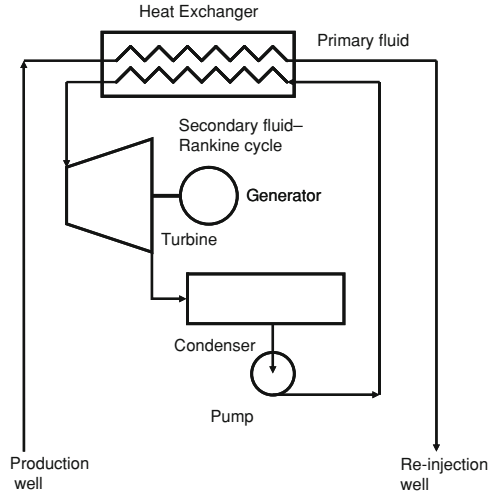 Heat Exchanger
Primary fluid
Secondary fluid–
Rankine cycle
Generator
Turbine
Condenser
Pump
Production
well
Re-injection
well